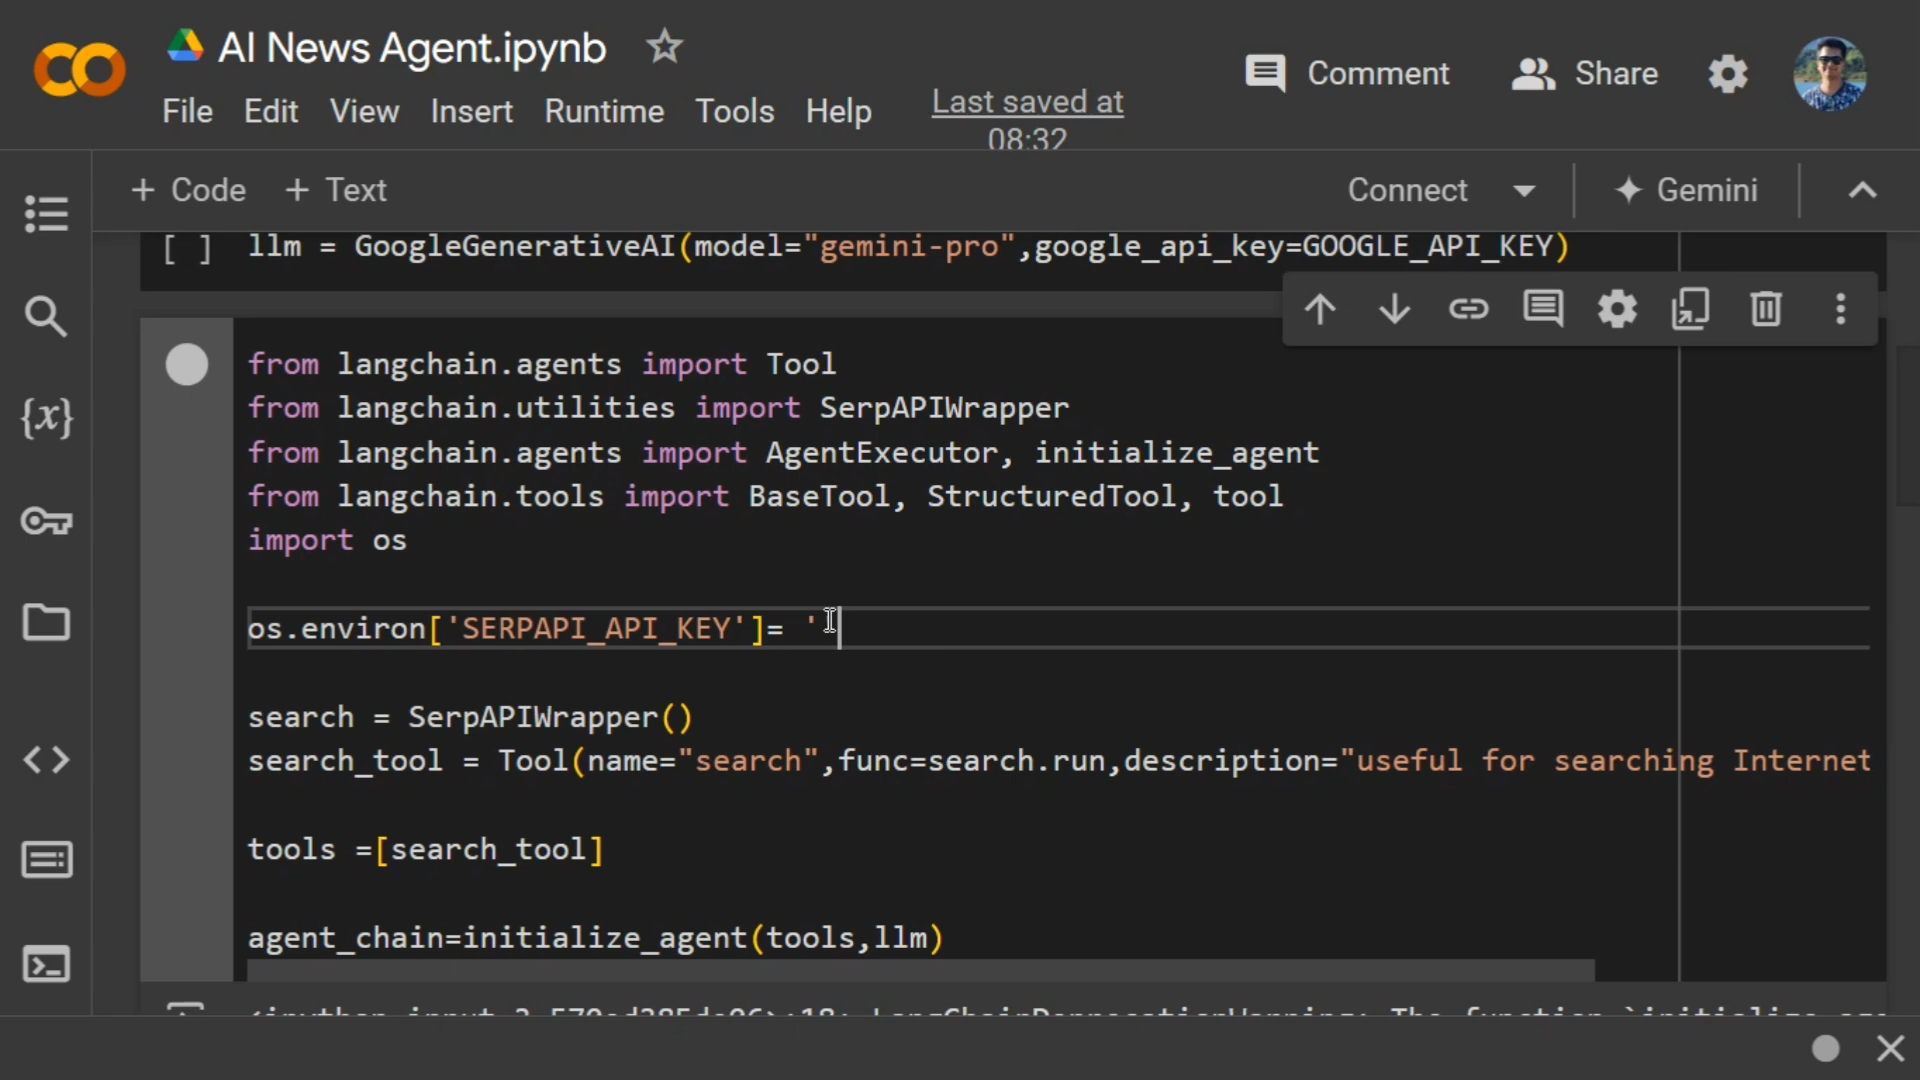 AI News Agent.ipynb
File Edit View Insert Runtime Tools Help
Last saved at
08:32
Comment
Share
+ Code + Text
Connect
Gemini
[ ] llm = GoogleGenerativeAI(model="gemini-pro",google_api_key=GOOGLE_API_KEY)
from langchain.agents import Tool
from langchain.utilities import SerpAPIWrapper
from langchain.agents import AgentExecutor, initialize_agent
from langchain.tools import BaseTool, StructuredTool, tool
import os
os.environ['SERPAPI_API_KEY']= '
search = SerpAPIWrapper()
search_tool = Tool(name="search",func=search.run,description="useful for searching Internet
tools =[search_tool]
agent_chain=initialize_agent(tools,llm)
{x}
LangChainDeprecationWarning: The function